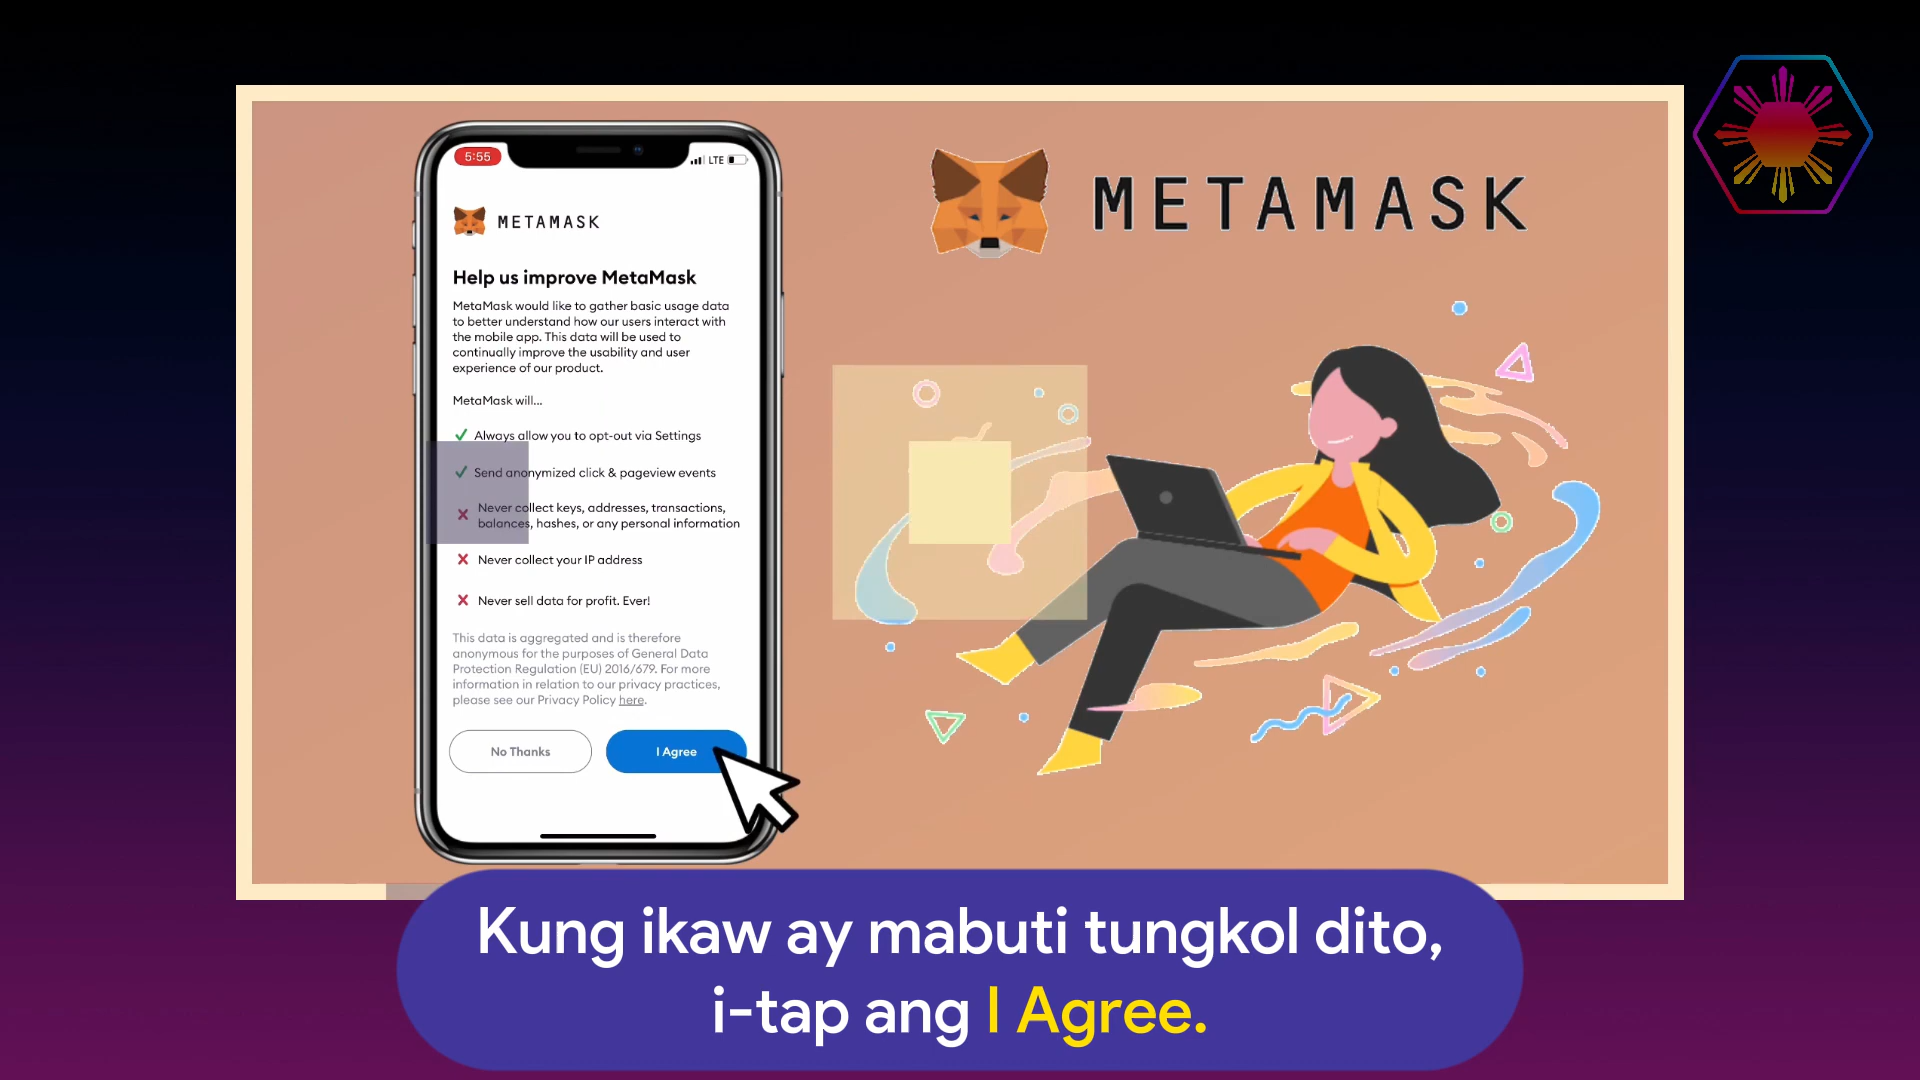 5:55
LTE
METAMASK
Help us improve MetaMask
MetaMask would like to gather basic usage data
to better understand how our users interact with
the mobile app. This data will be used to
continually improve the usability and user
experience of our product.
MetaMask will...
Always allow you to opt-out via Settings
Send anonymized click & pageview events
Never collect keys, addresses, transactions,
balances, hashes, or any personal information
Never collect your IP address
Never sell data for profit. Ever!
This data is aggregated and is therefore
anonymous for the purposes of General Data
Protection Regulation (EU) 2016/679. For more
information in relation to our privacy practices,
please see our Privacy Policy here.
No Thanks
I Agree
METAMASK
Kung ikaw ay mabuti tungkol dito,
i-tap ang I Agree.